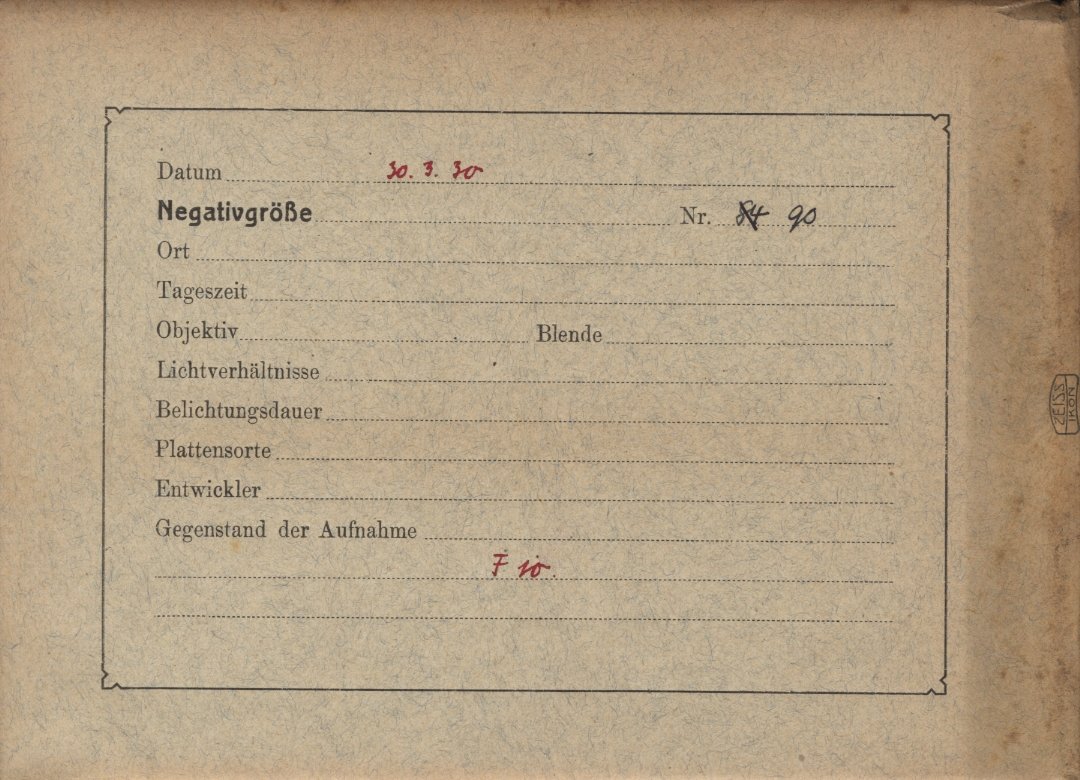 Datum 30. 3. 30
Negativgröße Nr. 84 90
Ort
Tageszeit
Objektiv Blende
Lichtverhältnisse
Belichtungsdauer
Plattensorte
Entwickler
Gegenstand der Aufnahme
F 10.
ZEISS
IKON